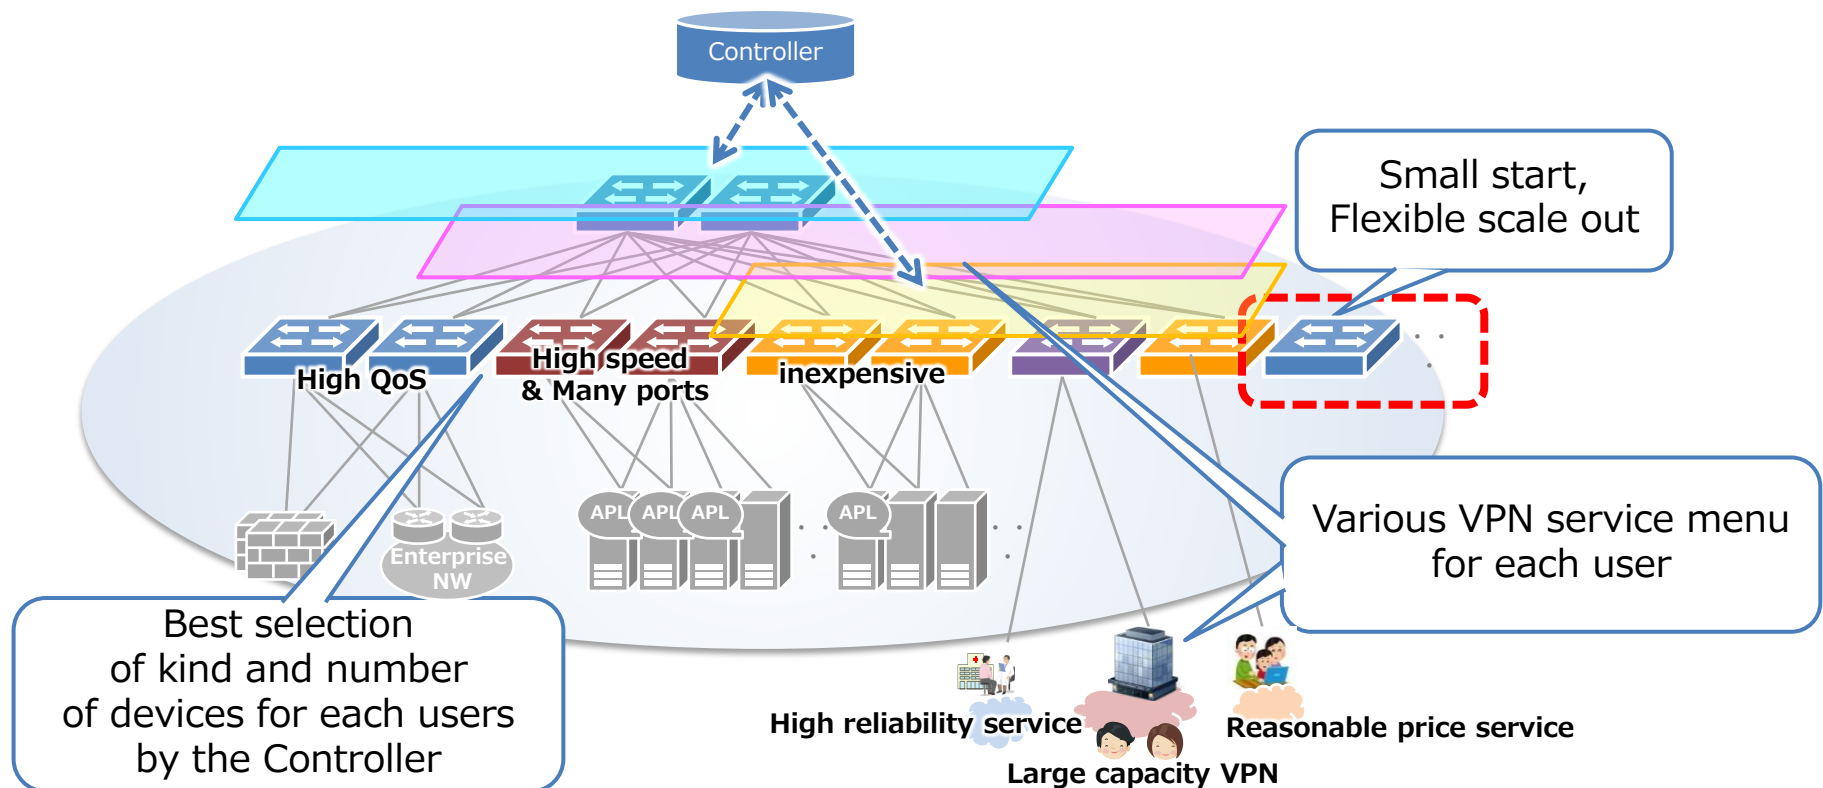 Controller
Small start,
Flexible scale out
High QoS
High speed
& Many ports
inexpensive
APL
APL
APL
APL
Enterprise
NW
Various VPN service menu
for each user
Best selection
of kind and number
of devices for each users
by the Controller
High reliability service
Reasonable price service
Large capacity VPN